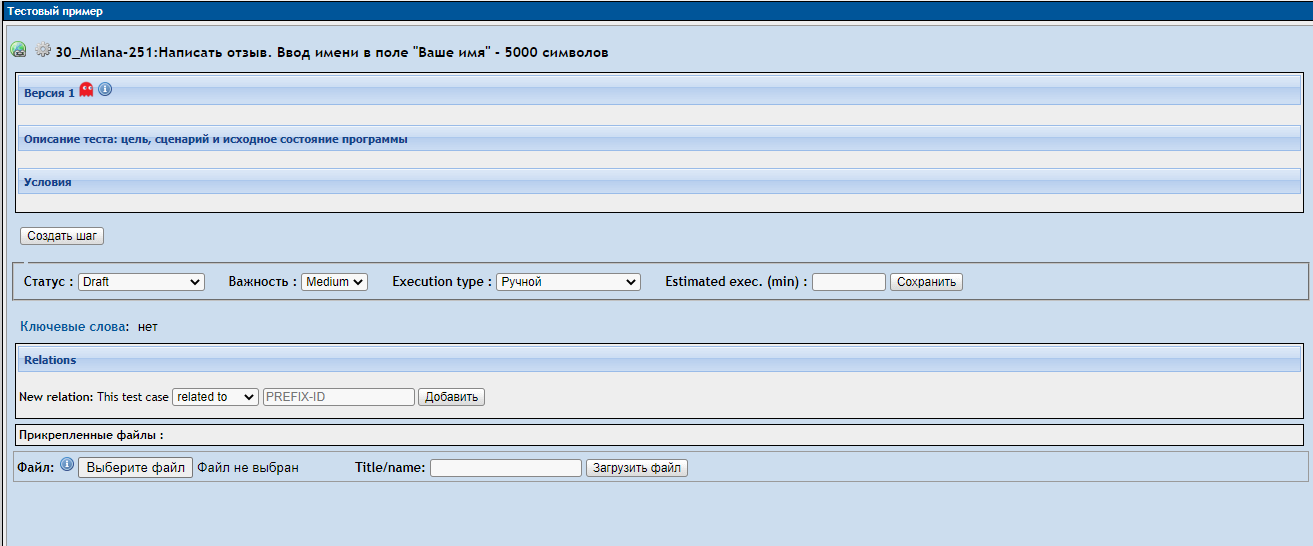 Тестовый пример
30_Milana-251:Написать отзыв. Ввод имени в поле "Ваше имя" - 5000 символов
Версия 1
Описание теста: цель, сценарий и исходное состояние программы
Условия
Создать шаг
Статус : Draft Важность : Medium Execution type : Ручной Estimated exec. (min) : Сохранить
Ключевые слова: нет
Relations
New relation: This test case related to PREFIX-ID Добавить
Прикрепленные файлы :
Файл: Выберите файл Файл не выбран Title/name: Загрузить файл